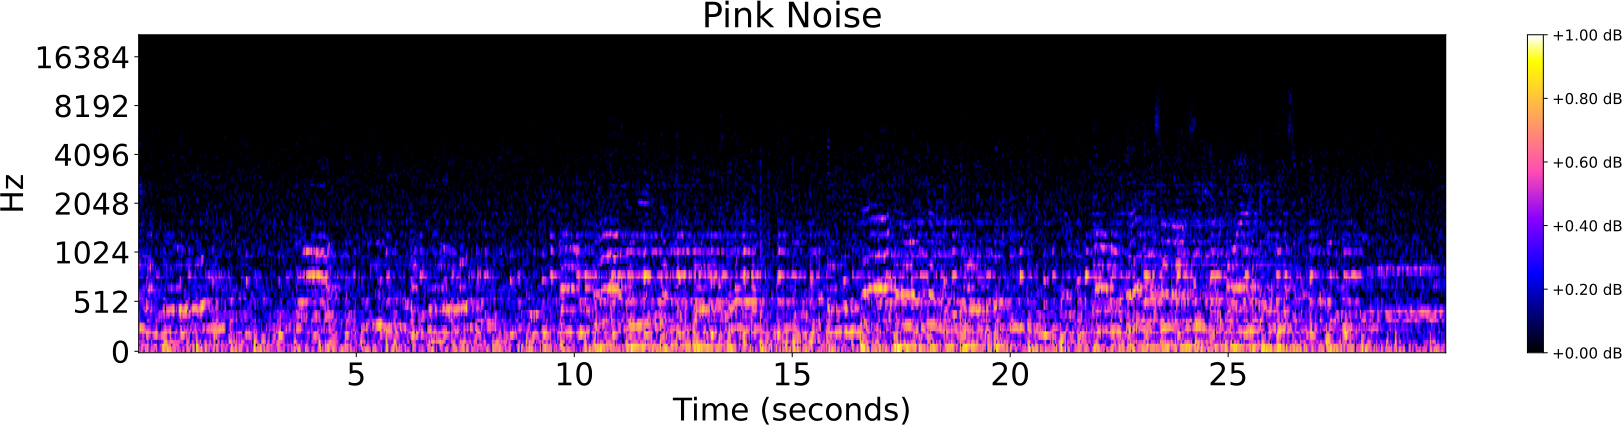 Pink Noise
Hz
16384
8192
4096
2048
1024
512
0
5 10 15 20 25
Time (seconds)
+1.00 dB
+0.80 dB
+0.60 dB
+0.40 dB
+0.20 dB
+0.00 dB